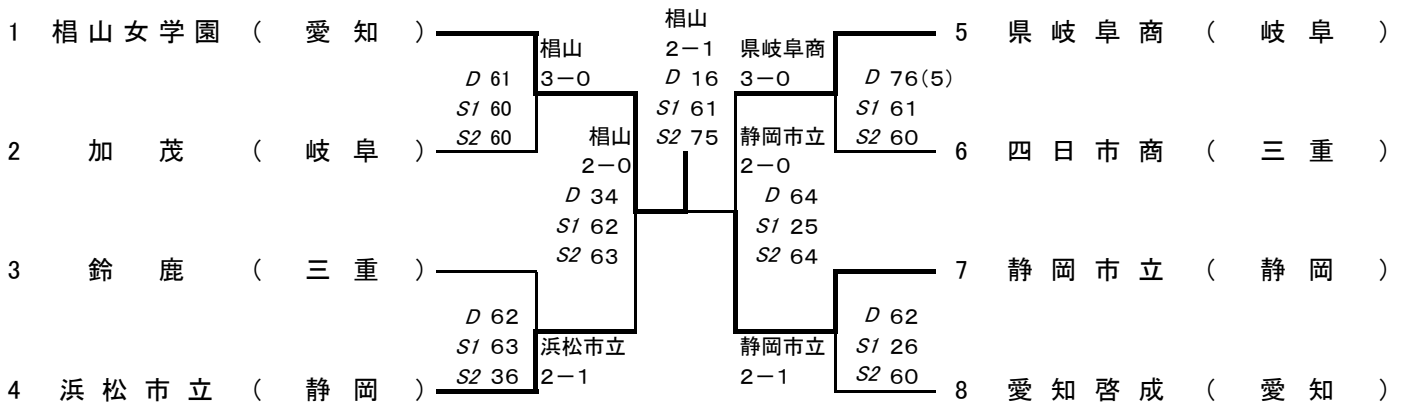 1 椙山女学園 ( 愛知 )
椙山
3-0
D 61
S1 60
S2 60
2 加茂 ( 岐阜 )
椙山
2-0
D 34
S1 62
S2 63
3 鈴鹿 ( 三重 )
D 62
S1 63
S2 36
浜松市立
2-1
4 浜松市立 ( 静岡 )
椙山
2-1
D 16
S1 61
S2 75
5 県岐阜商 ( 岐阜 )
県岐阜商
3-0
D 76(5)
S1 61
S2 60
6 四日市商 ( 三重 )
静岡市立
2-0
D 64
S1 25
S2 64
7 静岡市立 ( 静岡 )
D 62
S1 26
S2 60
静岡市立
2-1
8 愛知啓成 ( 愛知 )